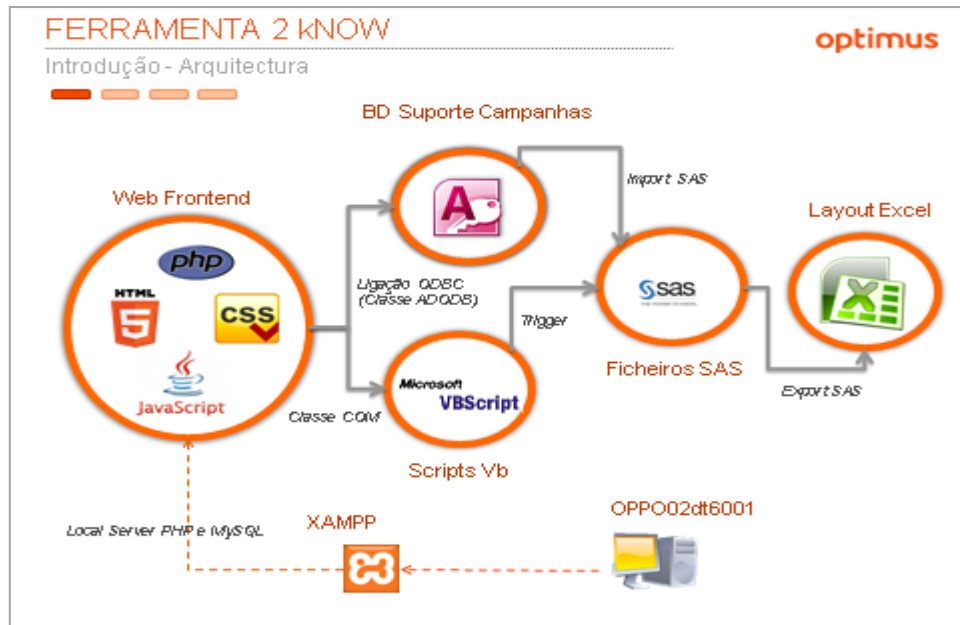 FERRAMENTA 2 kNOW
optimus
Introdução - Arquitectura
BD Suporte Campanhas
Web Frontend
Import SAS
Layout Excel
php
HTML
5
CSS
JavaScript
A
Ligação ODBC
(Classe ADODB)
Trigger
sas
Ficheiros SAS
Export SAS
Microsoft
VBScript
Classe COM
Scripts Vb
Local Server PHP e MySQL
XAMPP
OPPO02dt6001